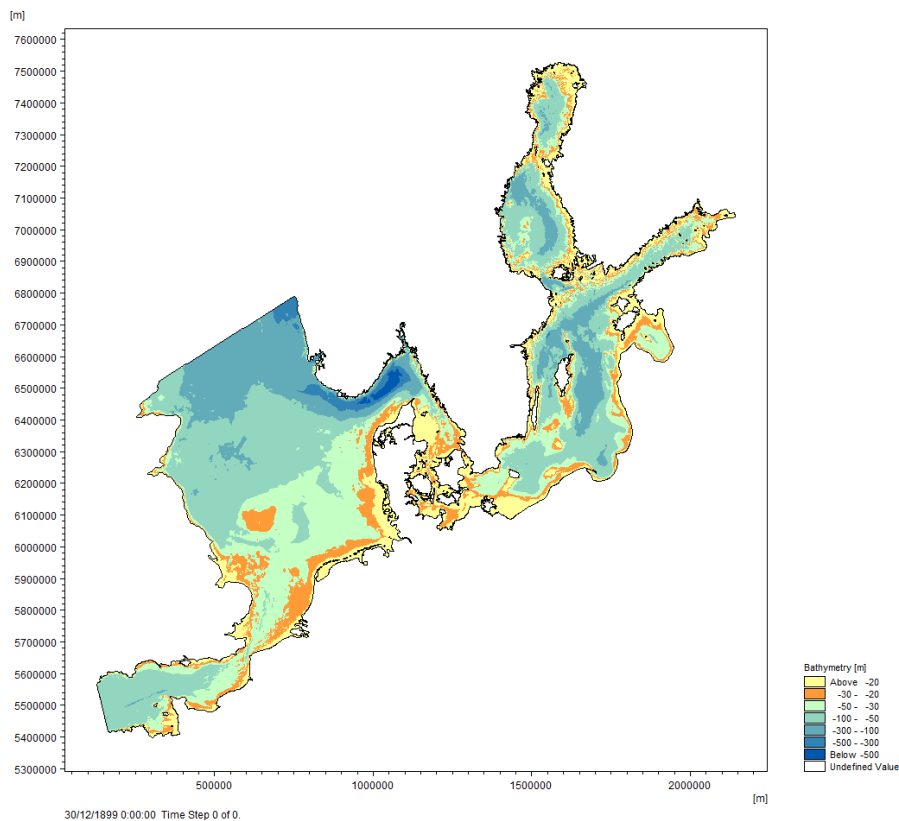 [m]
7600000
7500000
7400000
7300000
7200000
7100000
7000000
6900000
6800000
6700000
6600000
6500000
6400000
6300000
6200000
6100000
6000000
5900000
5800000
5700000
5600000
5500000
5400000
5300000
500000 1000000 1500000 2000000
[m]
Bathymetry [m]
Above -20
-30 - -20
-50 - -30
-100 - -50
-300 - -100
-500 - -300
Below -500
Undefined Value
30/12/1899 0:00:00 Time Step 0 of 0.